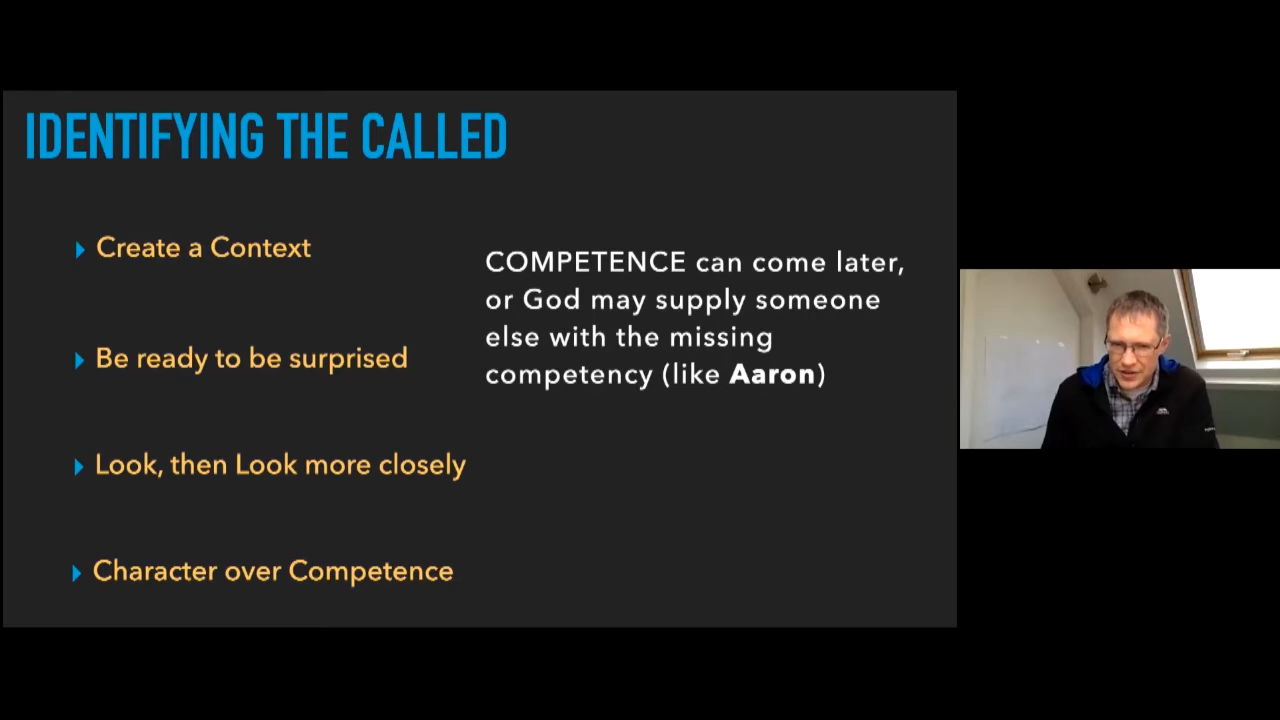 IDENTIFYING THE CALLED
Create a Context
Be ready to be surprised
Look, then Look more closely
Character over Competence
COMPETENCE can come later,
or God may supply someone
else with the missing
competency (like Aaron)